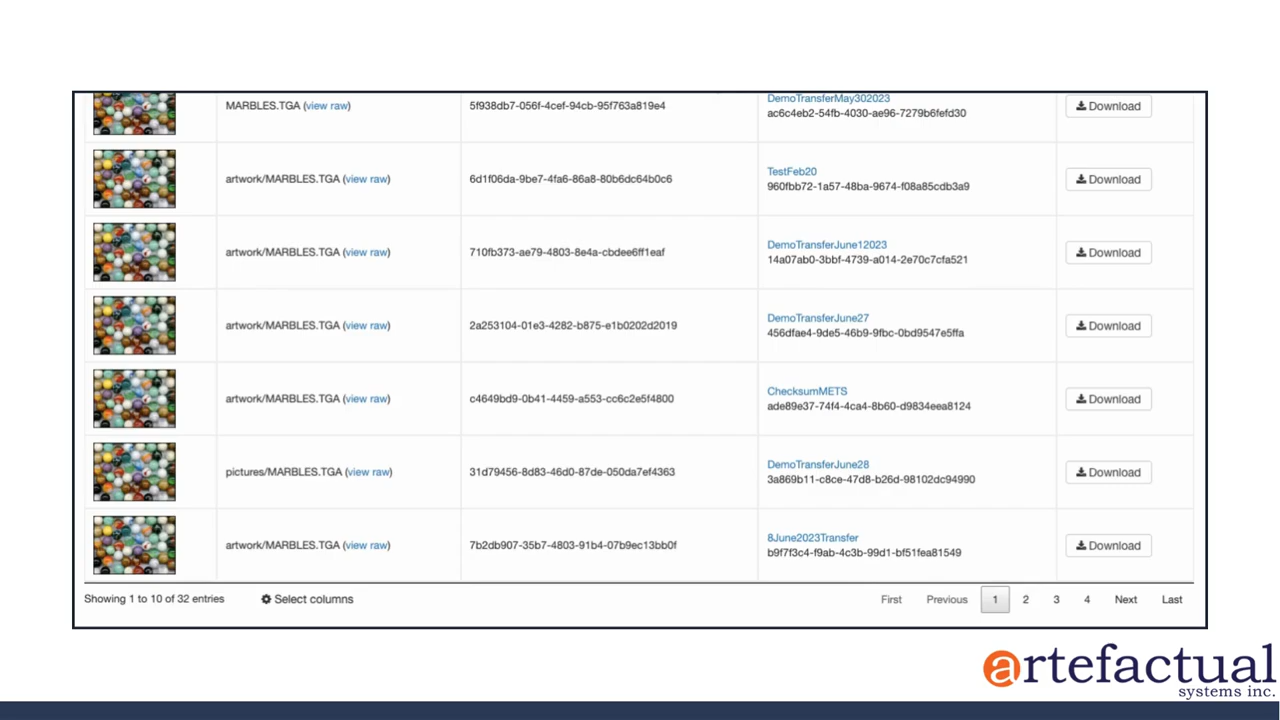 MARBLES.TGA (view raw) 5f938db7-056f-4cef-94cb-95f763a819e4 DemoTransferMay302023 Download
ac6c4eb2-54fb-4030-ae96-7279b6fefd30
artwork/MARBLES.TGA (view raw) 6d1f06da-9be7-4fa6-86a8-80b6dc64b0c6 TestFeb20 Download
960fbb72-1a57-48ba-9674-f08a85cdb3a9
artwork/MARBLES.TGA (view raw) 710fb373-ae79-4803-8e4a-cbdee6ff1eaf DemoTransferJune12023 Download
14a07ab0-3bbf-4739-a014-2e70c7cfa521
artwork/MARBLES.TGA (view raw) 2a253104-01e3-4282-b875-e1b0202d2019 DemoTransferJune27 Download
456dfae4-9de5-46b9-9fbc-0bd9547e5ffa
artwork/MARBLES.TGA (view raw) c4649bd9-0b41-4459-a553-cc6c2e5f4800 ChecksumMETS Download
ade89e37-74f4-4ca4-8b60-d9834eea8124
pictures/MARBLES.TGA (view raw) 31d79456-8d83-46d0-87de-050da7ef4363 DemoTransferJune28 Download
3a869b11-c8ce-47d8-b26d-98102dc94990
artwork/MARBLES.TGA (view raw) 7b2db907-35b7-4803-91b4-07b9ec13bb0f 8June2023Transfer Download
b9f7f3c4-f9ab-4c3b-99d1-bf51fea81549
Showing 1 to 10 of 32 entries Select columns First Previous 1 2 3 4 Next Last
artefactual
systems inc.